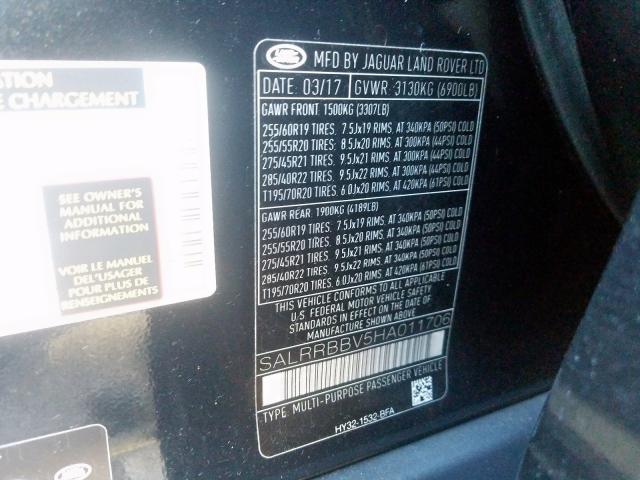 TION
E CHARGEMENT
SEE OWNER'S
MANUAL FOR
ADDITIONAL
INFORMATION
VOIR LE MANUEL
DEL'USAGER
POUR PLUS DE
RENSEIGNEMENTS
MFD BY JAGUAR LAND ROVER LTD
DATE: 03/17 GVWR -3130KG (6900LB)
GAWR FRONT 1500KG (3307LB)
255/60R19 TIRES. 7.5Jx19 RIMS, AT 340KPA (50PSI) COLD
255/55R20 TIRES. 8.5Jx20 RIMS, AT 300KPA (44PSI) COLD
275/45R21 TIRES. 9.5Jx21 RIMS, AT 300KPA (44PSI) COLD
285/40R22 TIRES. 9.5Jx22 RIMS, AT 300KPA (44PSI) COLD
T195/70R20 TIRES. 6.0Jx20 RIMS, AT 420KPA (61PSI) COLD
GAWR REAR 1900KG (4189LB)
255/60R19 TIRES. 7.5Jx19 RIMS, AT 340KPA (50PSI) COLD
255/55R20 TIRES. 8.5Jx20 RIMS, AT 340KPA (50PSI) COLD
275/45R21 TIRES. 9.5Jx21 RIMS, AT 340KPA (50PSI) COLD
285/40R22 TIRES. 9.5Jx22 RIMS, AT 340KPA (50PSI) COLD
T195/70R20 TIRES. 6.0Jx20 RIMS, AT 420KPA (61PSI) COLD
THIS VEHICLE CONFORMS TO ALL APPLICABLE
U.S. FEDERAL MOTOR VEHICLE SAFETY
STANDARDS IN EFFECT ON THE DATE OF
MANUFACTURE SHOWN ABOVE.
SALRRBBV5HA011706
TYPE: MULTI-PURPOSE PASSENGER VEHICLE
HY32-1532-BFA